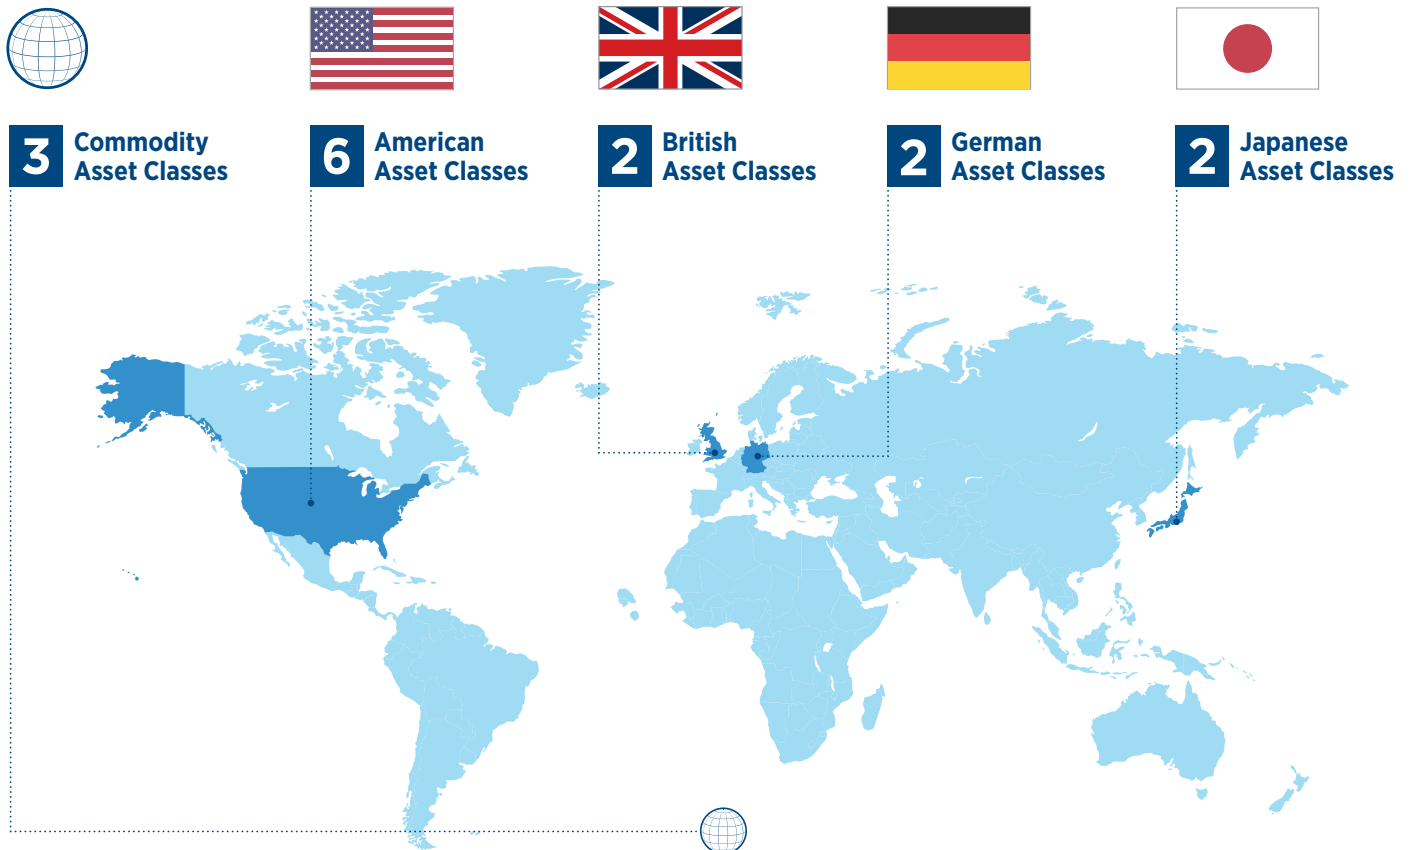 3
Commodity
Asset Classes
6
American
Asset Classes
2
British
Asset Classes
2
German
Asset Classes
2
Japanese
Asset Classes